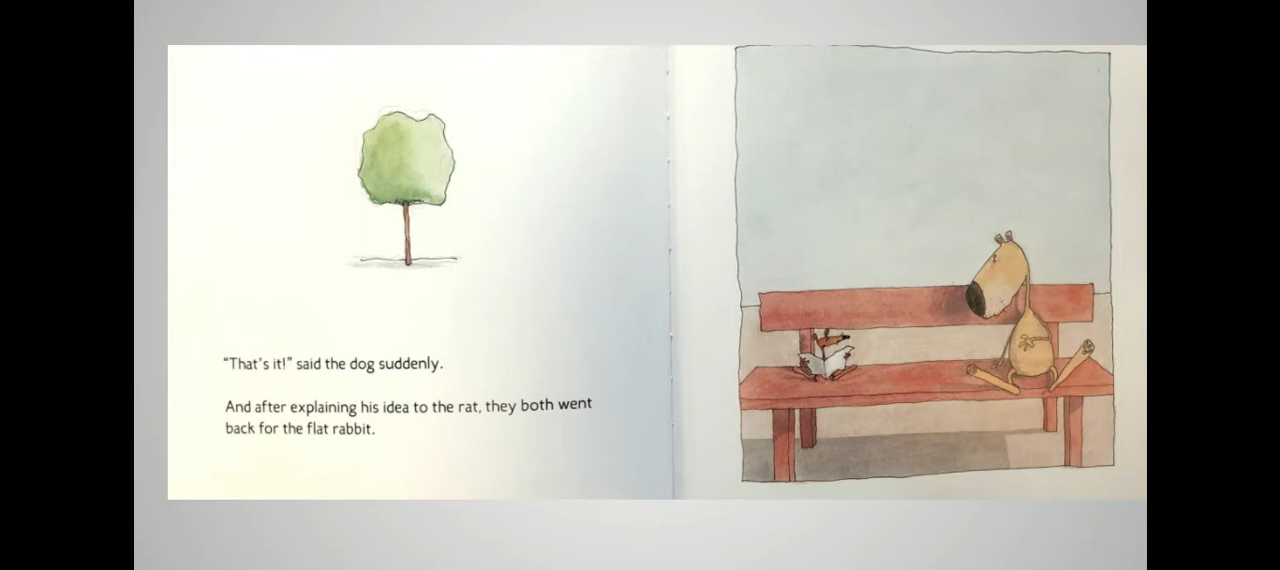 “That’s it!” said the dog suddenly.
And after explaining his idea to the rat, they both went
back for the flat rabbit.